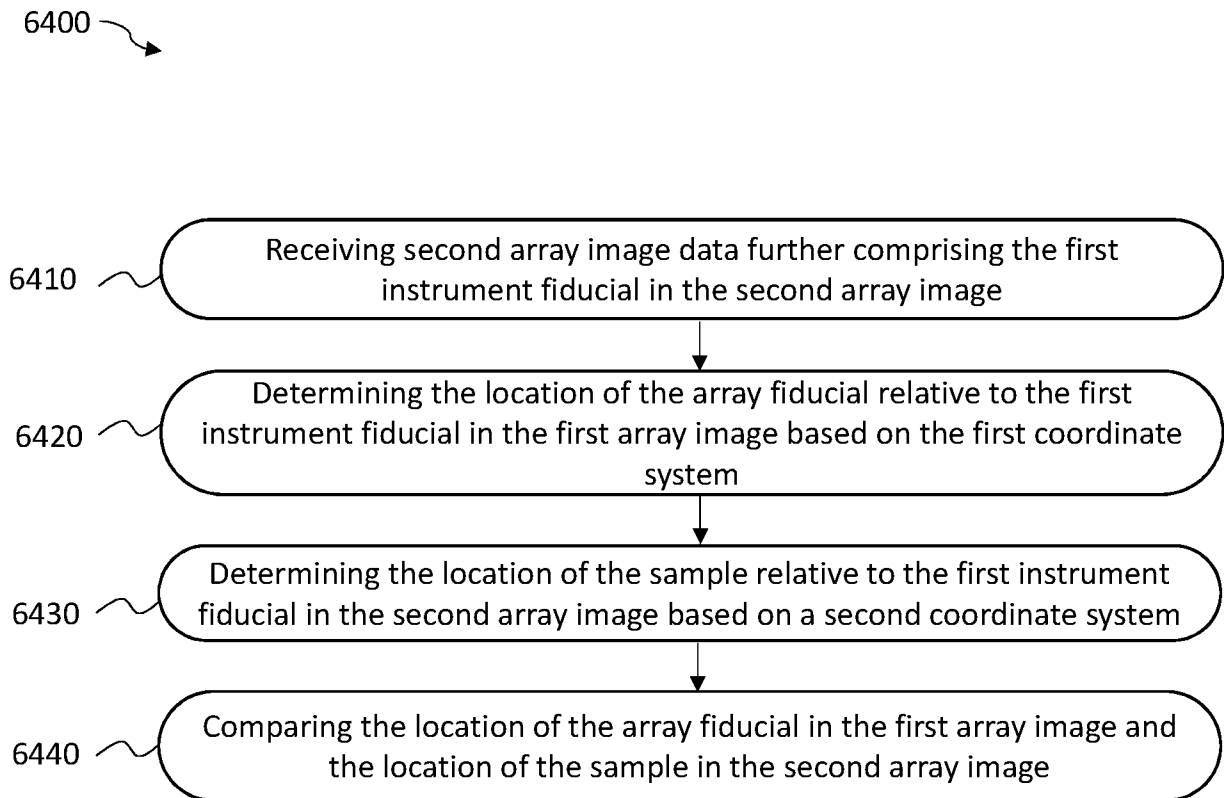 6400
6410
Receiving second array image data further comprising the first
instrument fiducial in the second array image
6420
Determining the location of the array fiducial relative to the first
instrument fiducial in the first array image based on the first coordinate
system
6430
Determining the location of the sample relative to the first instrument
fiducial in the second array image based on a second coordinate system
6440
Comparing the location of the array fiducial in the first array image and
the location of the sample in the second array image